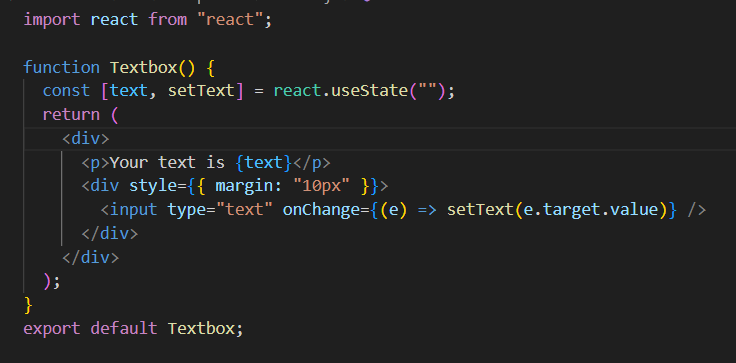 import react from "react";
function Textbox() {
const [text, setText] = react.useState("");
return (
<div>
<p>Your text is {text}</p>
<div style={{ margin: "10px" }}>
<input type="text" onChange={(e) => setText(e.target.value)} />
</div>
</div>
);
}
export default Textbox;